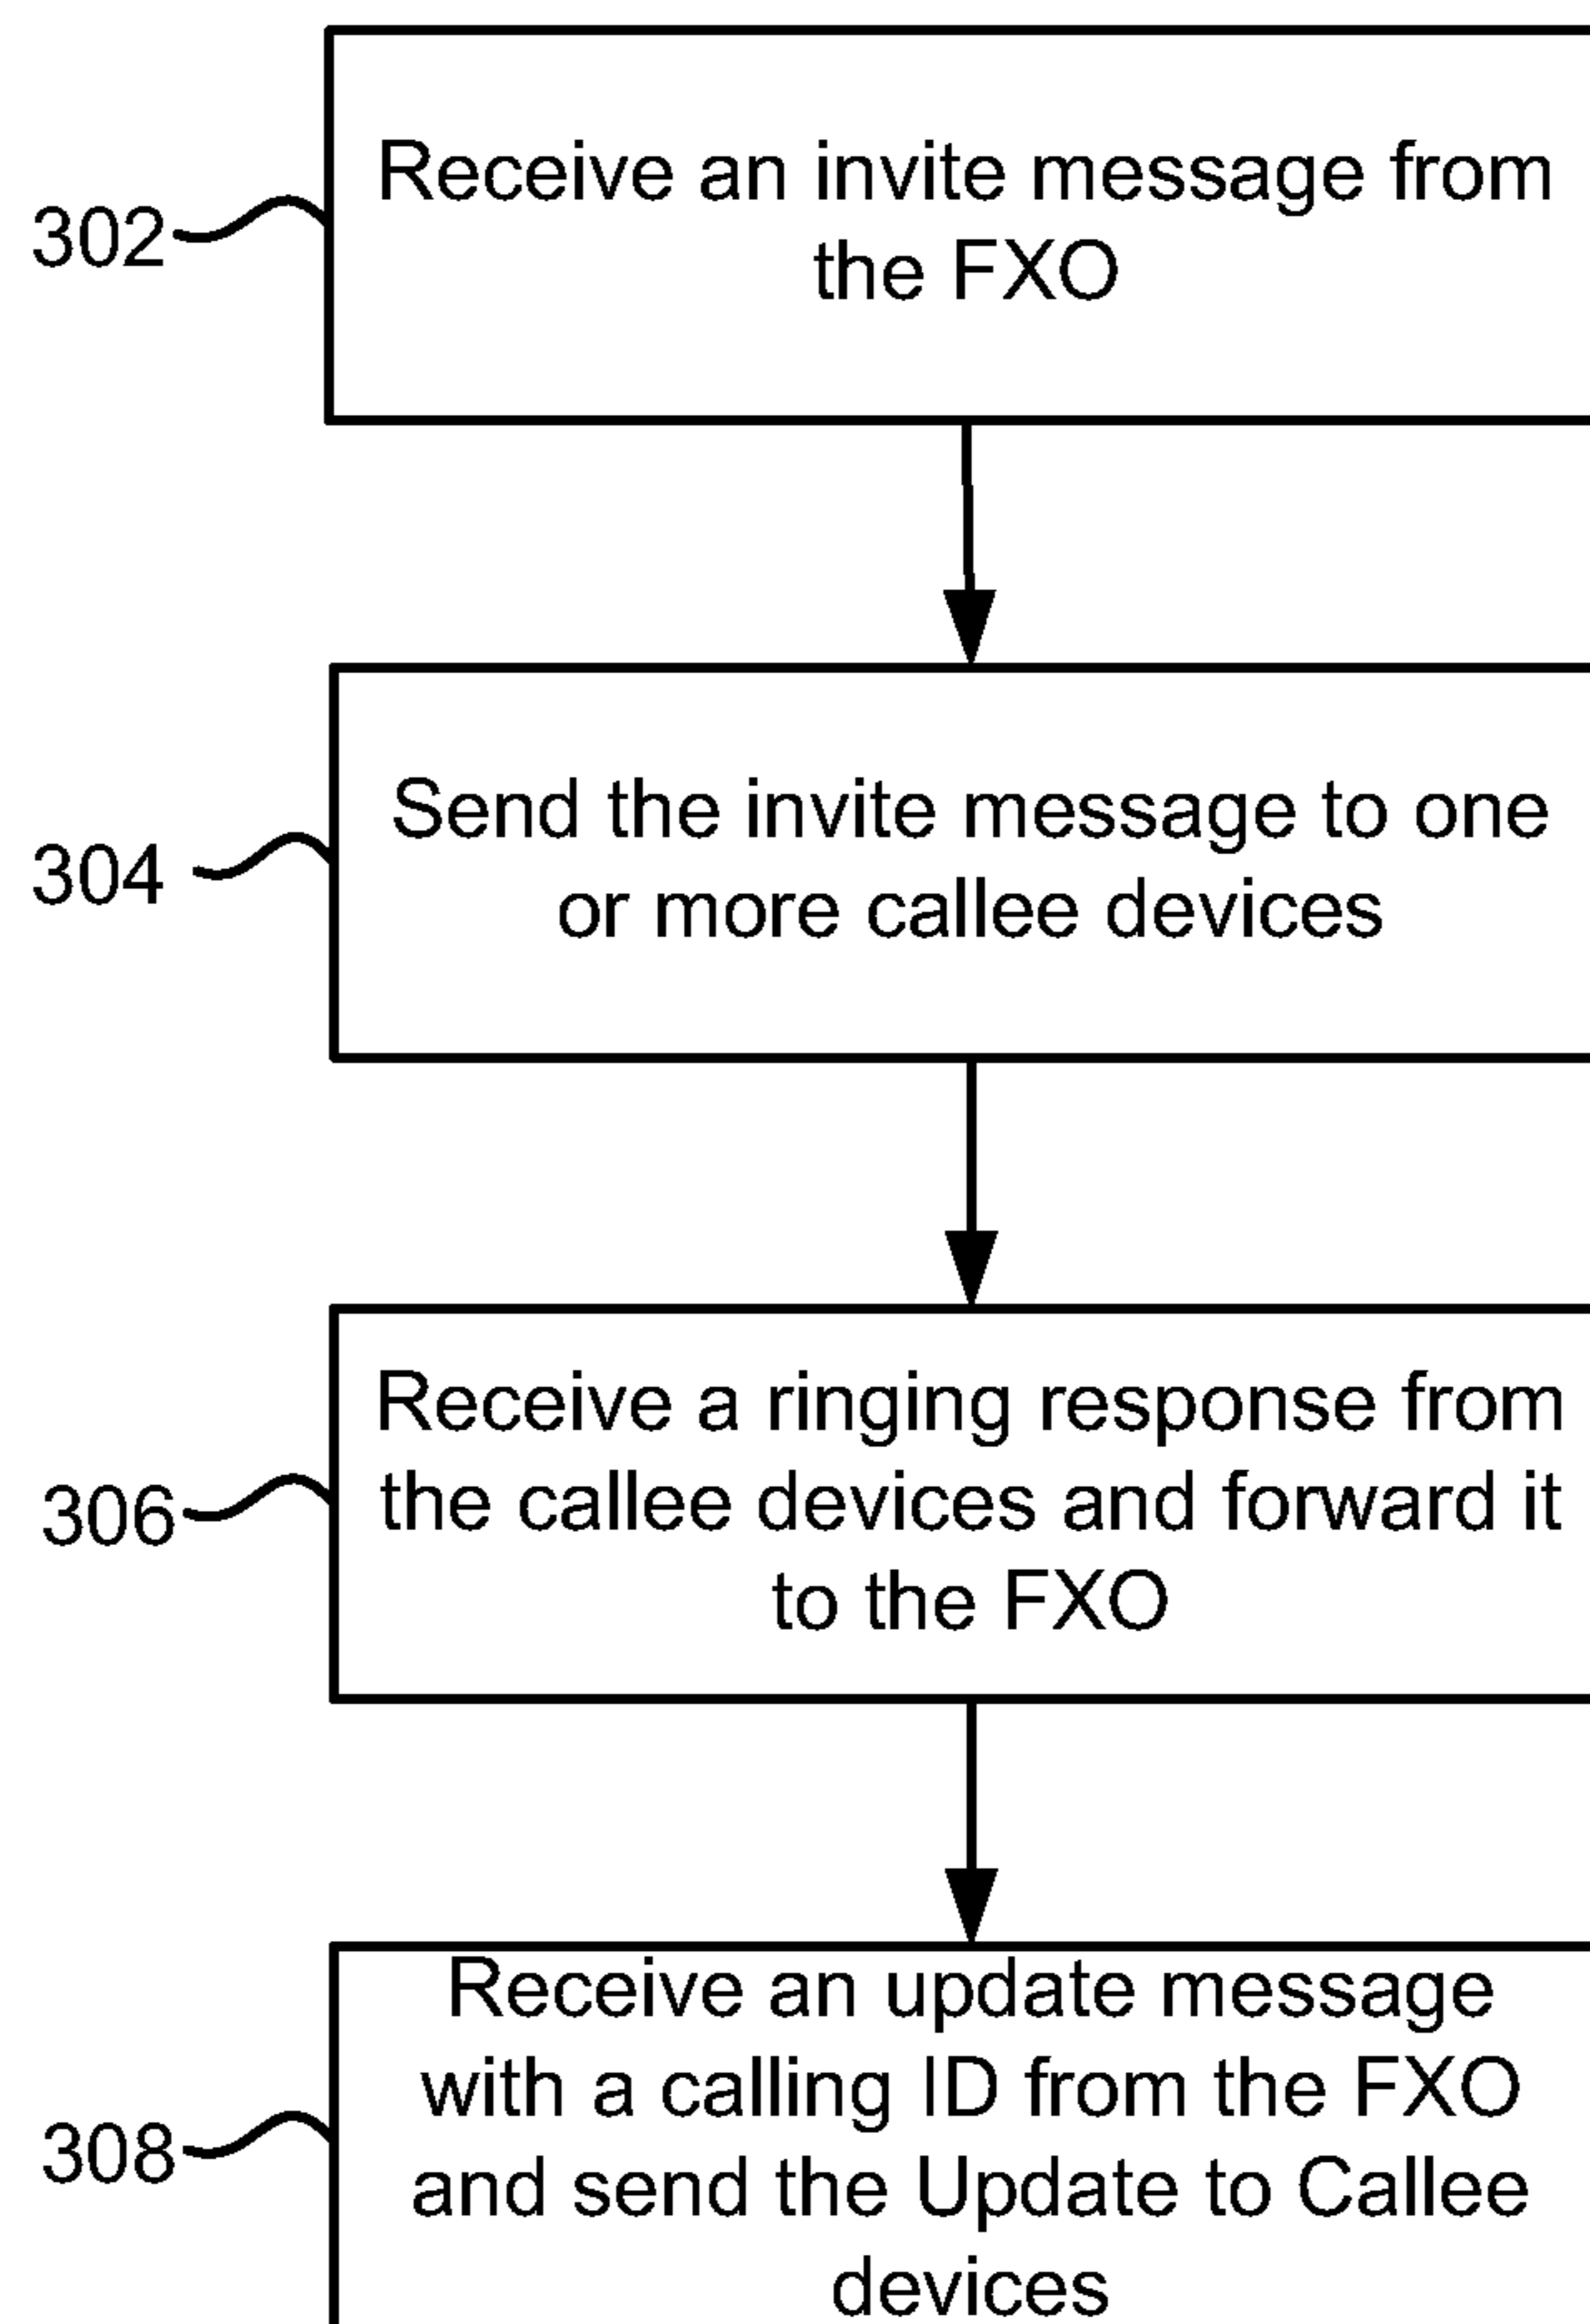 Receive an invite message from
the FXO
302
Send the invite message to one
or more callee devices
304
Receive a ringing response from
the callee devices and forward it
to the FXO
306
Receive an update message
with a calling ID from the FXO
and send the Update to Callee
devices
308